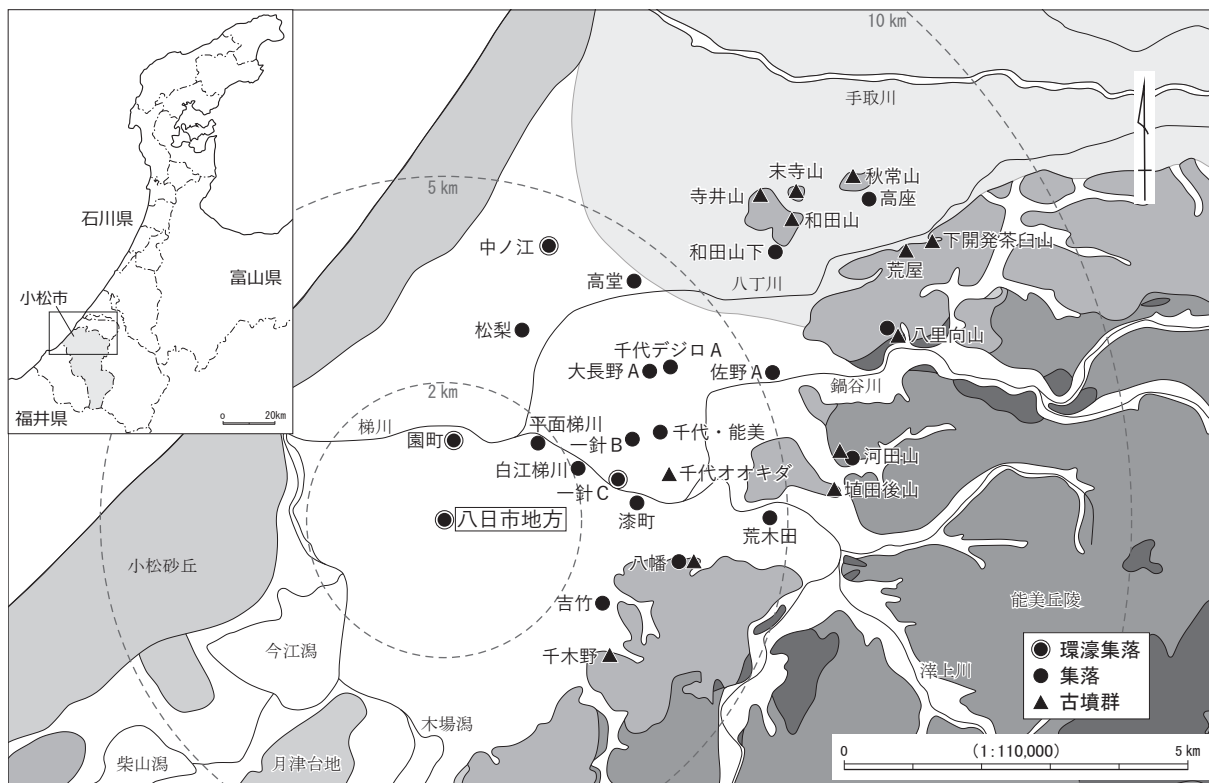 石川県
富山県
小松市
福井県
0 20km
10 km
5 km
2 km
手取川
末寺山
秋常山
寺井山
高座
和田山
中ノ江
和田山下
下開発茶臼山
荒屋
高堂
八丁川
松梨
八里向山
千代デジロA
大長野A
佐野A
鍋谷川
梯川
平面梯川
園町
一針B
千代・能美
白江梯川
千代オオキダ
河田山
一針C
埴田後山
八日市地方
漆町
荒木田
小松砂丘
八幡
吉竹
能美丘陵
今江潟
千木野
滓上川
木場潟
柴山潟
月津台地
環濠集落
集落
古墳群
0 (1:110,000) 5 km